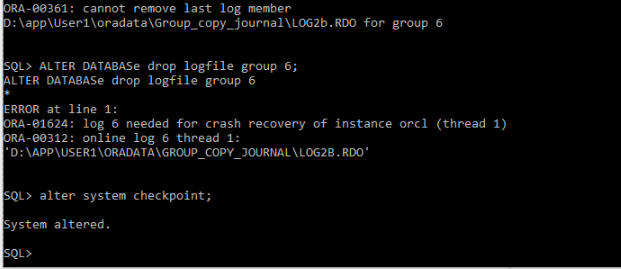 ORA-00361: cannot remove last log member
D:\app\User1\oradata\Group_copy_journal\LOG2b.RDO for group 6
SQL> ALTER DATABASe drop logfile group 6;
ALTER DATABASe drop logfile group 6
*
ERROR at line 1:
ORA-01624: log 6 needed for crash recovery of instance orcl (thread 1)
ORA-00312: online log 6 thread 1:
'D:\APP\USER1\ORADATA\GROUP_COPY_JOURNAL\LOG2B.RDO'
SQL> alter system checkpoint;
System altered.
SQL>